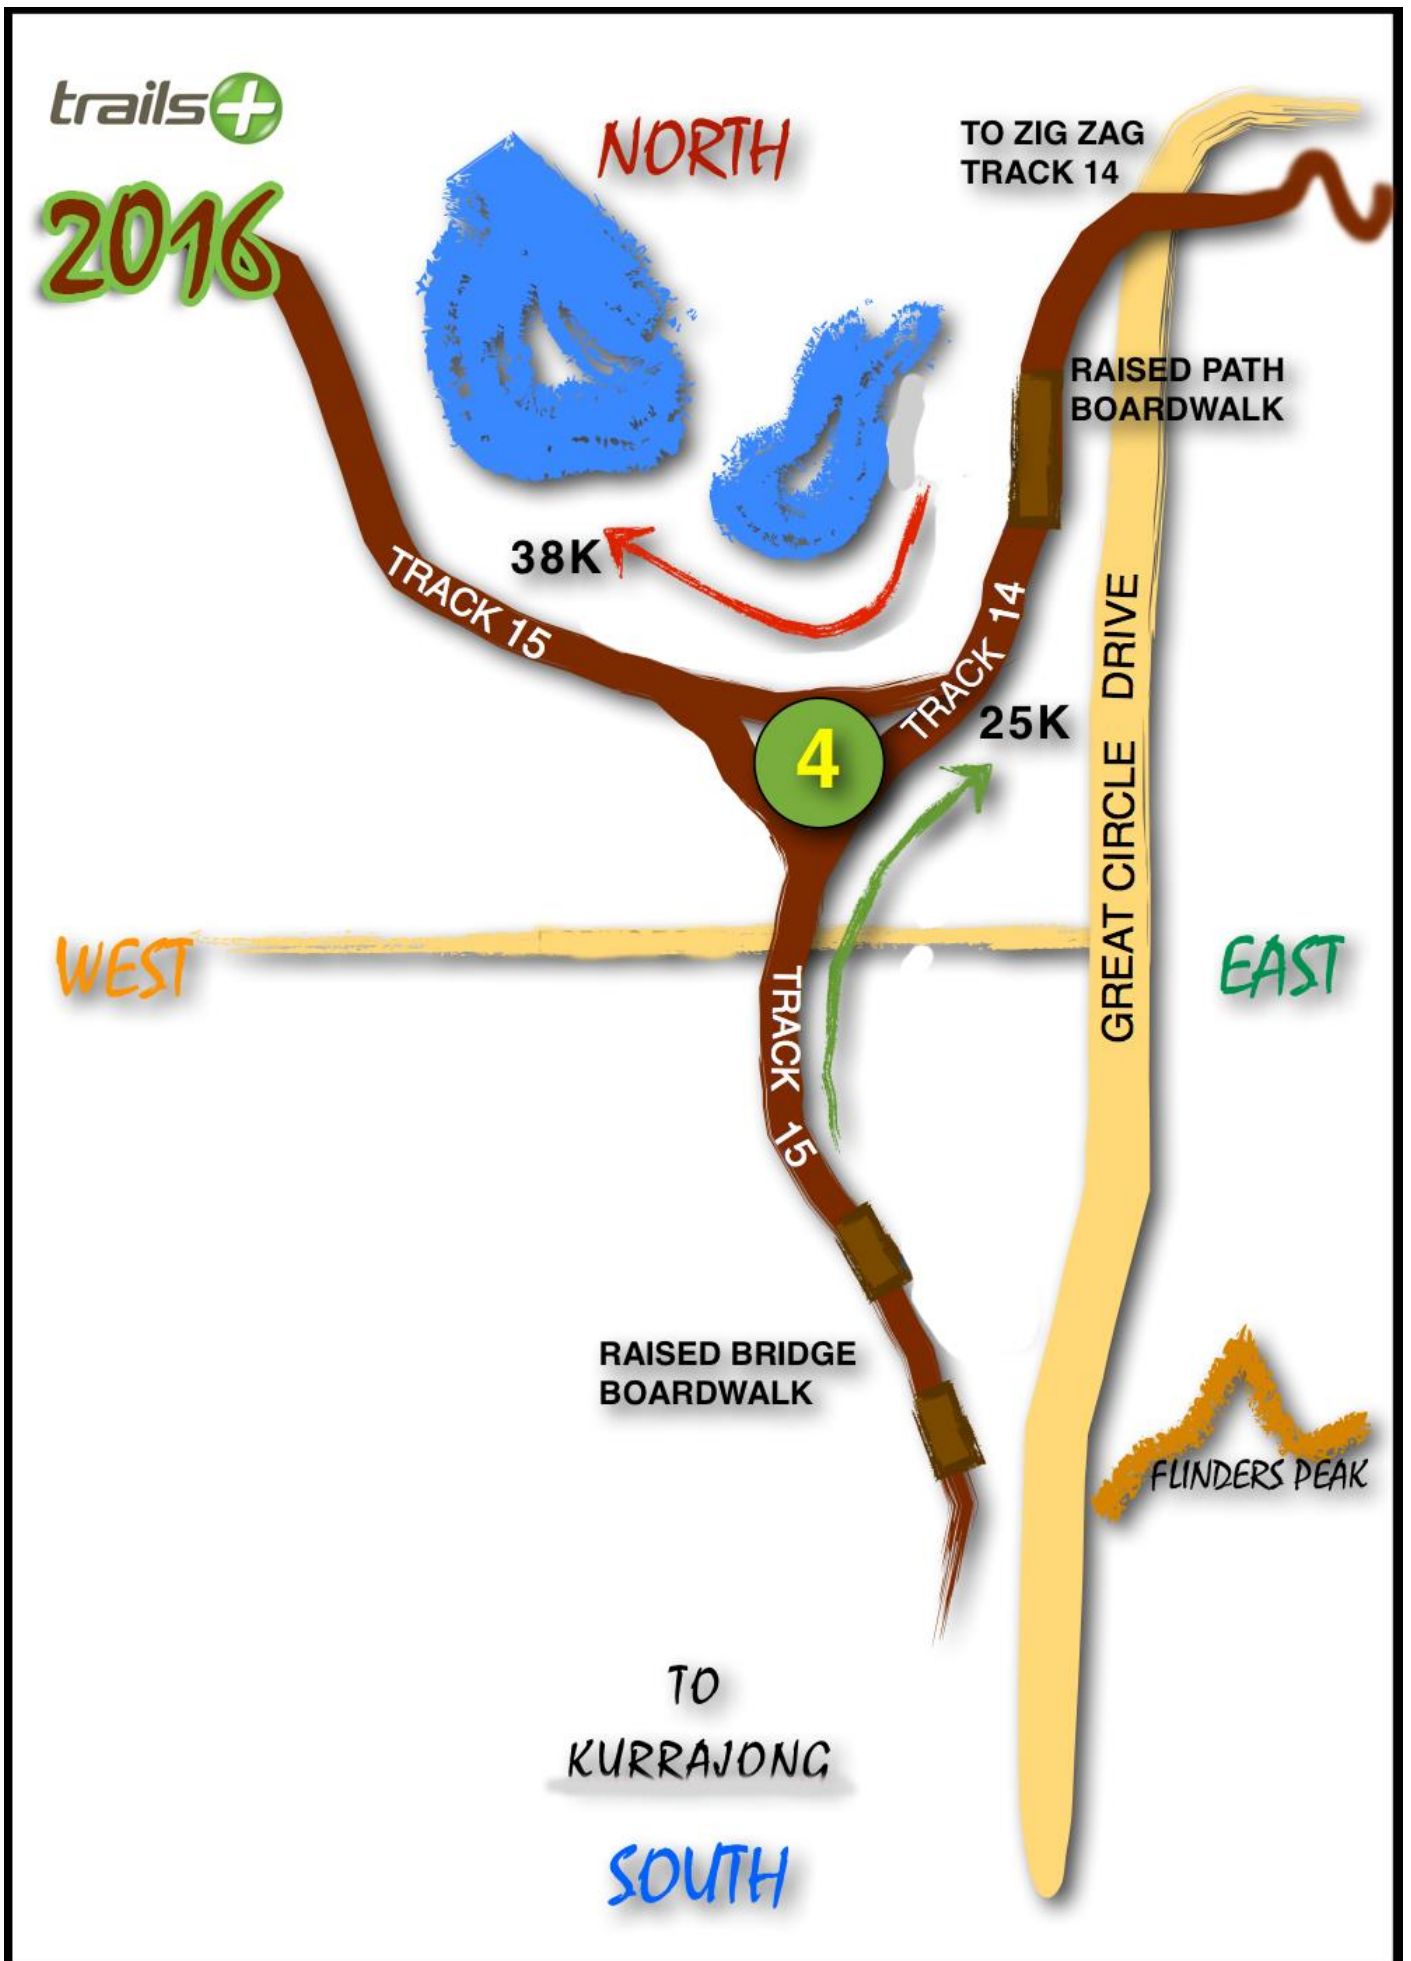 trails+
2016
NORTH
TO ZIG ZAG
TRACK 14
RAISED PATH
BOARDWALK
38K
TRACK 15
TRACK 14
25K
4
GREAT CIRCLE DRIVE
WEST
EAST
TRACK 15
RAISED BRIDGE
BOARDWALK
FLINDERS PEAK
TO
KURRAJONG
SOUTH